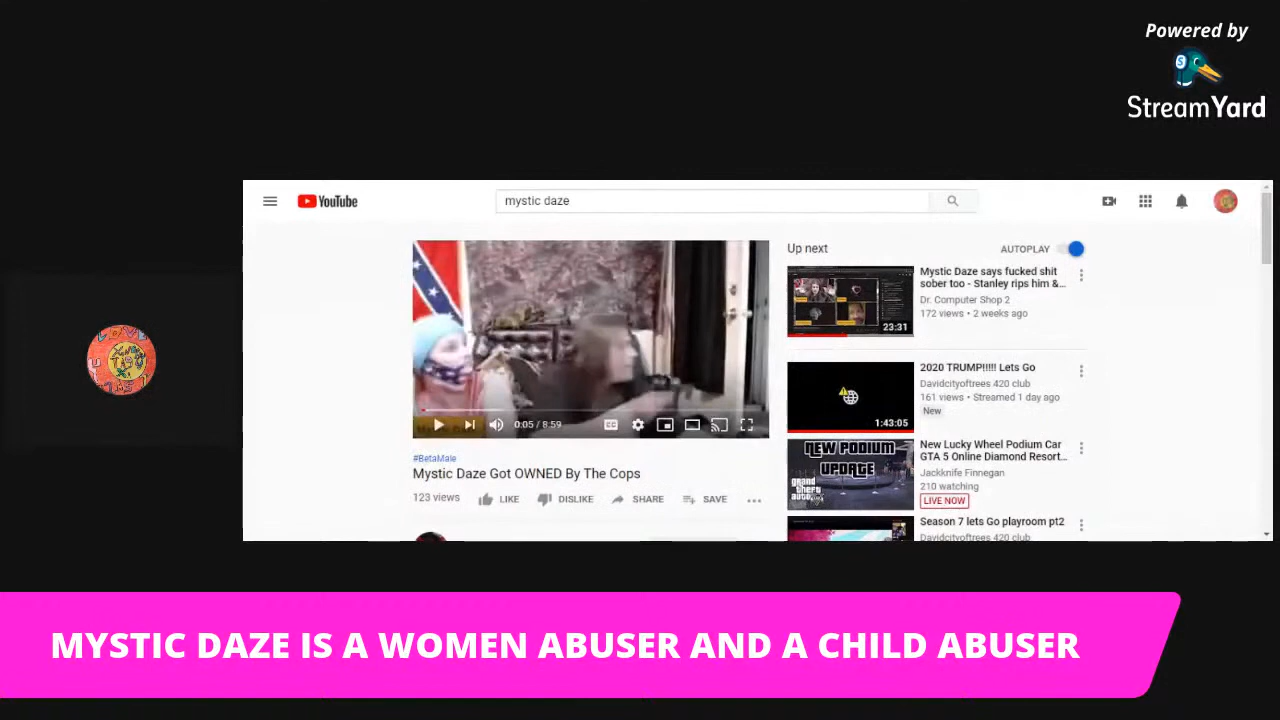 Powered by
StreamYard
YouTube
mystic daze
Up next
AUTOPLAY
Mystic Daze says fucked shit
sober too - Stanley rips him &...
Dr. Computer Shop 2
172 views • 2 weeks ago
23:31
2020 TRUMP!!!!! Lets Go
Davidcityoftrees 420 club
161 views • Streamed 1 day ago
New
1:43:05
0:05 / 8:59
#BetaMale
Mystic Daze Got OWNED By The Cops
123 views
LIKE
DISLIKE
SHARE
SAVE
NEW PODIUM
UPDATE
grand
theft
auto
New Lucky Wheel Podium Car
GTA 5 Online Diamond Resort...
Jackknife Finnegan
210 watching
LIVE NOW
Season 7 lets Go playroom pt2
Davidcityoftrees 420 club
MYSTIC DAZE IS A WOMEN ABUSER AND A CHILD ABUSER